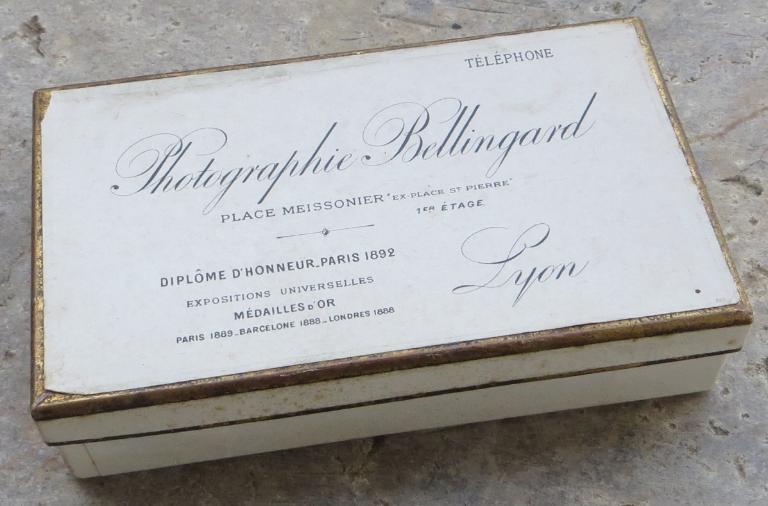 TÉLÉPHONE
Photographie Bellingard
PLACE MEISSONIER "EX-PLACE ST PIERRE"
1ER ÉTAGE
Lyon
DIPLÔME D'HONNEUR_PARIS 1892
EXPOSITIONS UNIVERSELLES
MÉDAILLES D'OR
PARIS 1889_BARCELONE 1888_LONDRES 1888